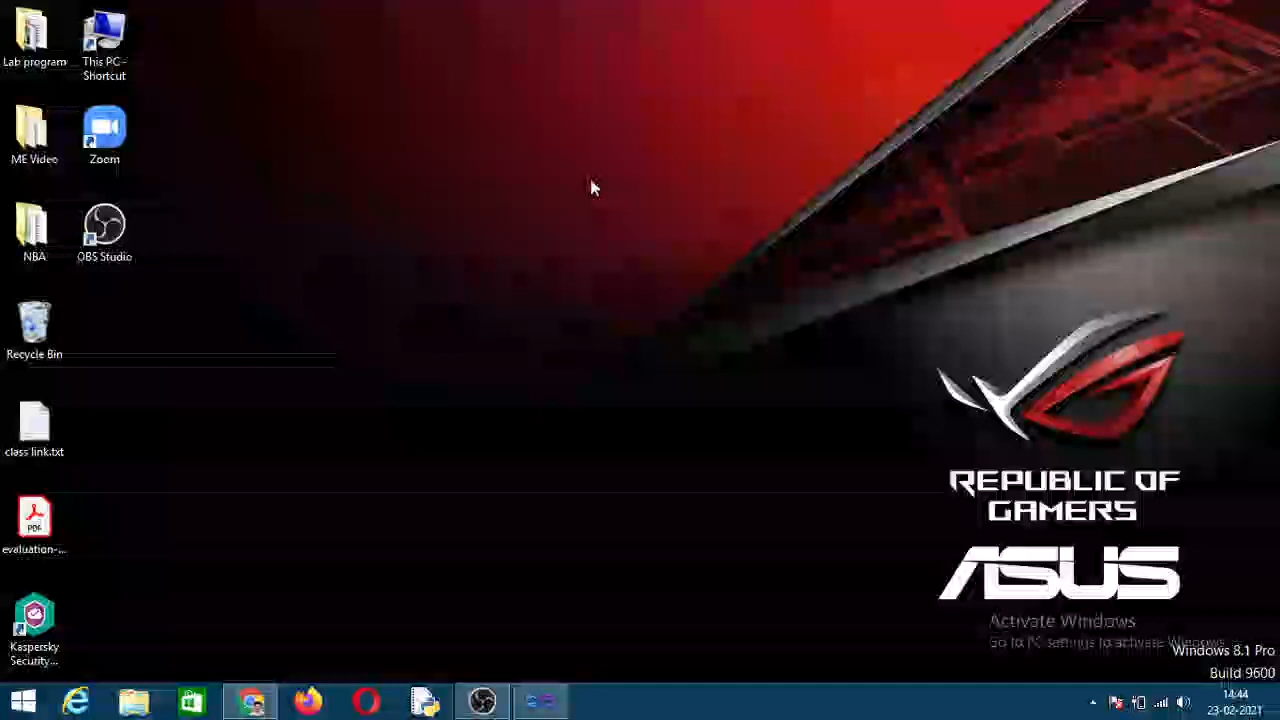 Lab program
This PC - Shortcut
ME Video
Zoom
NBA
OBS Studio
Recycle Bin
class link.txt
PDF
evaluation-...
Kaspersky Security...
REPUBLIC OF
GAMERS
ASUS
Activate Windows
Go to PC settings to activate Windows.
Windows 8.1 Pro
Build 9600
14:44
23-02-2021